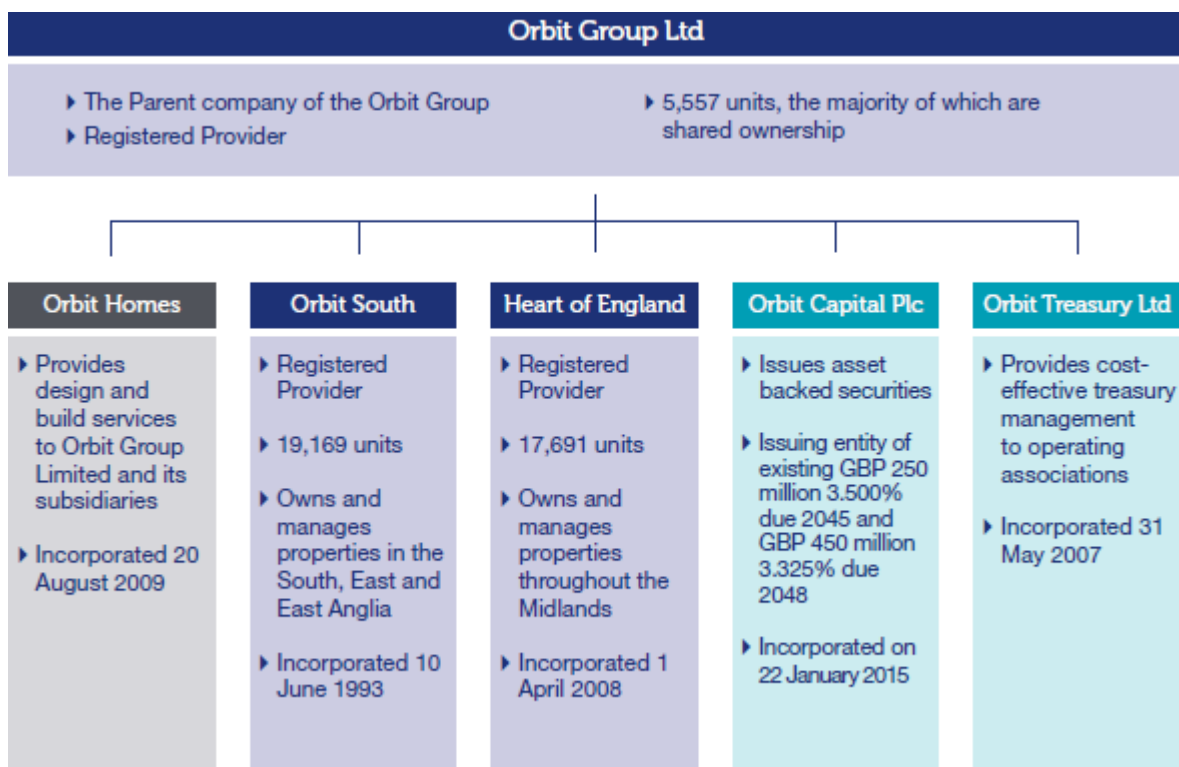 Orbit Group Ltd
‣ The Parent company of the Orbit Group
‣ Registered Provider
‣ 5,557 units, the majority of which are
shared ownership
Orbit Homes
‣ Provides
design and
build services
to Orbit Group
Limited and its
subsidiaries
‣ Incorporated 20
August 2009
Orbit South
‣ Registered
Provider
‣ 19,169 units
‣ Owns and
manages
properties in the
South, East and
East Anglia
‣ Incorporated 10
June 1993
Heart of England
‣ Registered
Provider
‣ 17,691 units
‣ Owns and
manages
properties
throughout the
Midlands
‣ Incorporated 1
April 2008
Orbit Capital Plc
‣ Issues asset
backed securities
‣ Issuing entity of
existing GBP 250
million 3.500%
due 2045 and
GBP 450 million
3.325% due
2048
‣ Incorporated on
22 January 2015
Orbit Treasury Ltd
‣ Provides cost-
effective treasury
management
to operating
associations
‣ Incorporated 31
May 2007